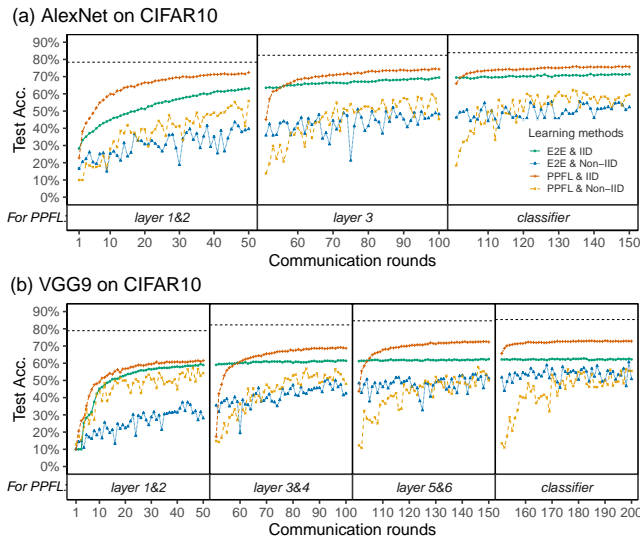 (a) AlexNet on CIFAR10
90%
80%
70%
60%
50%
40%
30%
20%
10%
0%
Test Acc.
Learning methods
E2E & IID
E2E & Non−IID
PPFL & IID
PPFL & Non−IID
For PPFL: layer 1&2 layer 3 classifier
1 10 20 30 40 50 60 70 80 90 100 110 120 130 140 150
Communication rounds
(b) VGG9 on CIFAR10
90%
80%
70%
60%
50%
40%
30%
20%
10%
0%
Test Acc.
For PPFL: layer 1&2 layer 3&4 layer 5&6 classifier
1 10 20 30 40 50 60 70 80 90 100 110 120 130 140 150 160 170 180 190 200
Communication rounds